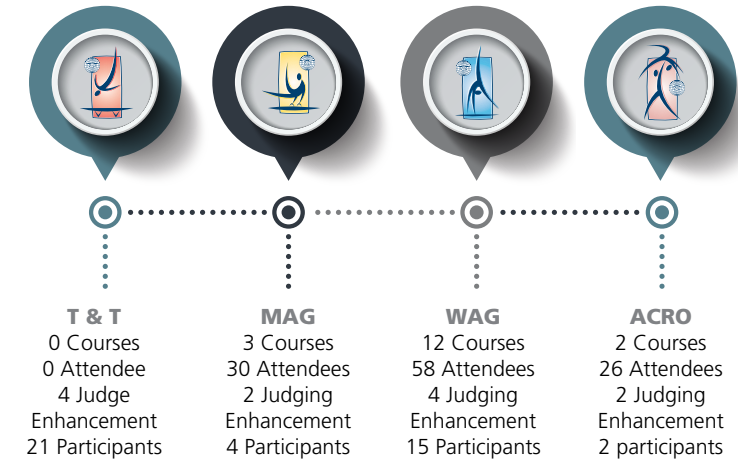 T & T
0 Courses
0 Attendee
4 Judge
Enhancement
21 Participants
MAG
3 Courses
30 Attendees
2 Judging
Enhancement
4 Participants
WAG
12 Courses
58 Attendees
4 Judging
Enhancement
15 Participants
ACRO
2 Courses
26 Attendees
2 Judging
Enhancement
2 participants